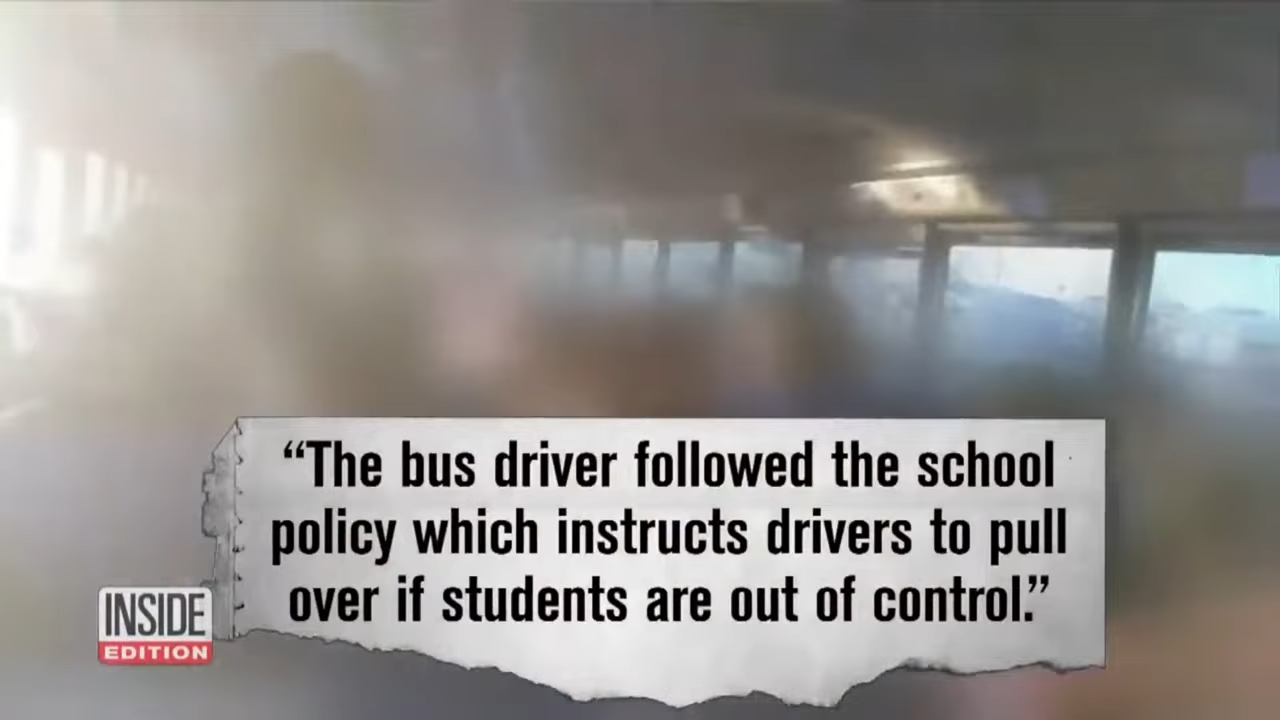 “The bus driver followed the school
policy which instructs drivers to pull
over if students are out of control.”
INSIDE
EDITION